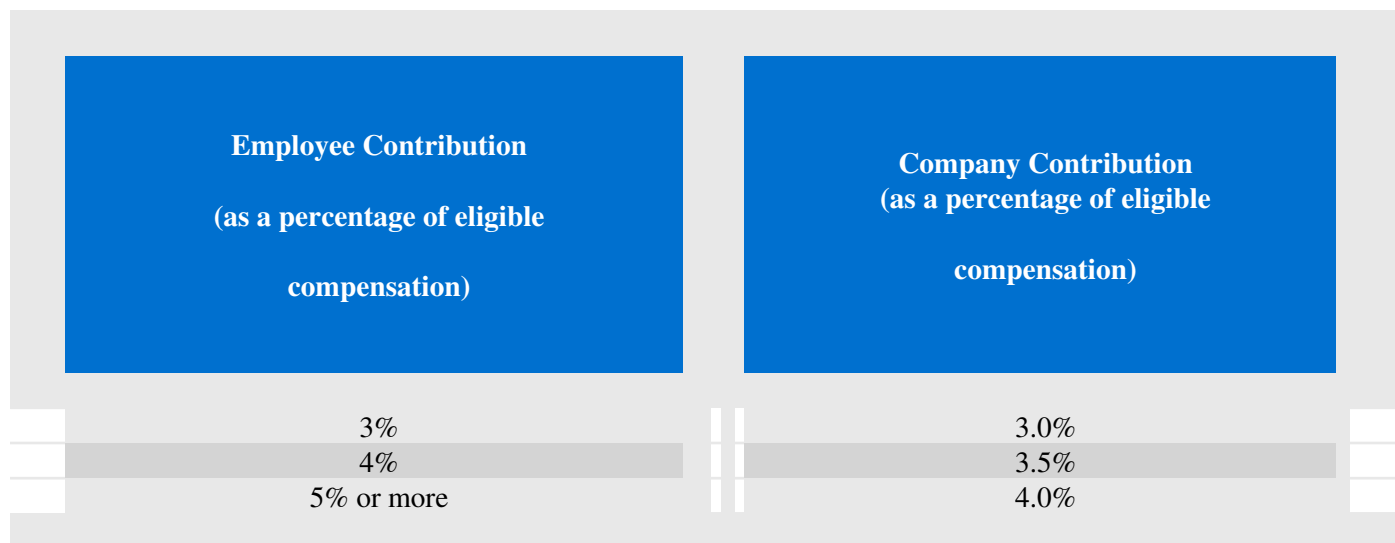 Employee Contribution
(as a percentage of eligible
compensation)
Company Contribution
(as a percentage of eligible
compensation)
3% 3.0%
4% 3.5%
5% or more 4.0%